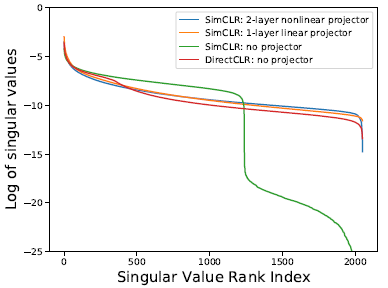 0
−5
−10
−15
−20
−25
Log of singular values
SimCLR: 2-layer nonlinear projector
SimCLR: 1-layer linear projector
SimCLR: no projector
DirectCLR: no projector
0 500 1000 1500 2000
Singular Value Rank Index